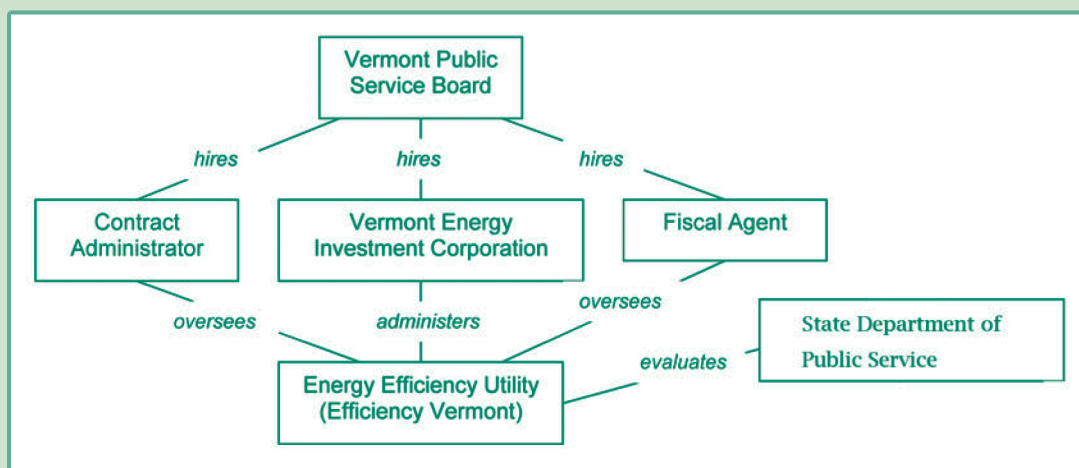 Vermont Public
Service Board
hires
hires
hires
Contract
Administrator
Vermont Energy
Investment Corporation
Fiscal Agent
oversees
administers
oversees
State Department of
Public Service
evaluates
Energy Efficiency Utility
(Efficiency Vermont)